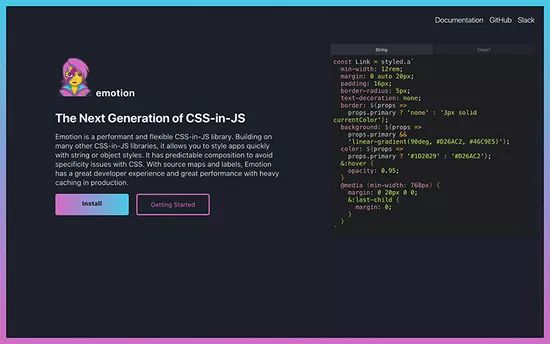 Documentation GitHub Slack
emotion
The Next Generation of CSS-in-JS
Emotion is a performant and flexible CSS-in-JS library. Building on
many other CSS-in-JS libraries, it allows you to style apps quickly
with string or object styles. It has predictable composition to avoid
specificity issues with CSS. With source maps and labels, Emotion
has a great developer experience and great performance with heavy
caching in production.
Install Getting Started
String Object
const Link = styled.a`
min-width: 12rem;
margin: 0 auto 20px;
padding: 16px;
border-radius: 5px;
text-decoration: none;
border: ${props =>
props.primary ? 'none' : '3px solid
currentColor'};
background: ${props =>
props.primary &&
'linear-gradient(90deg, #D26AC2, #46C9E5)'};
color: ${props =>
props.primary ? '#1D2029' : '#D26AC2'};
&:hover {
opacity: 0.95;
}
@media (min-width: 768px) {
margin: 0 20px 0 0;
&:last-child {
margin: 0;
}
}
`